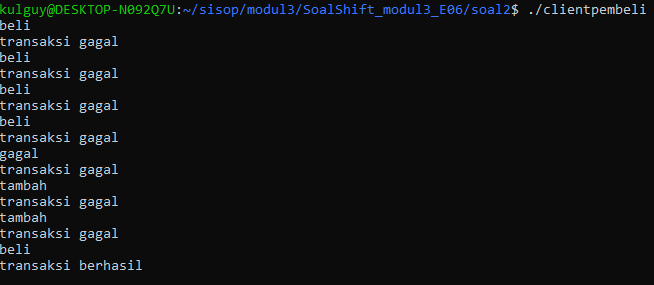 kulguy@DESKTOP-N092Q7U:~/sisop/modul3/SoalShift_modul3_E06/soal2$ ./clientpembeli
beli
transaksi gagal
beli
transaksi gagal
beli
transaksi gagal
beli
transaksi gagal
gagal
transaksi gagal
tambah
transaksi gagal
tambah
transaksi gagal
beli
transaksi berhasil